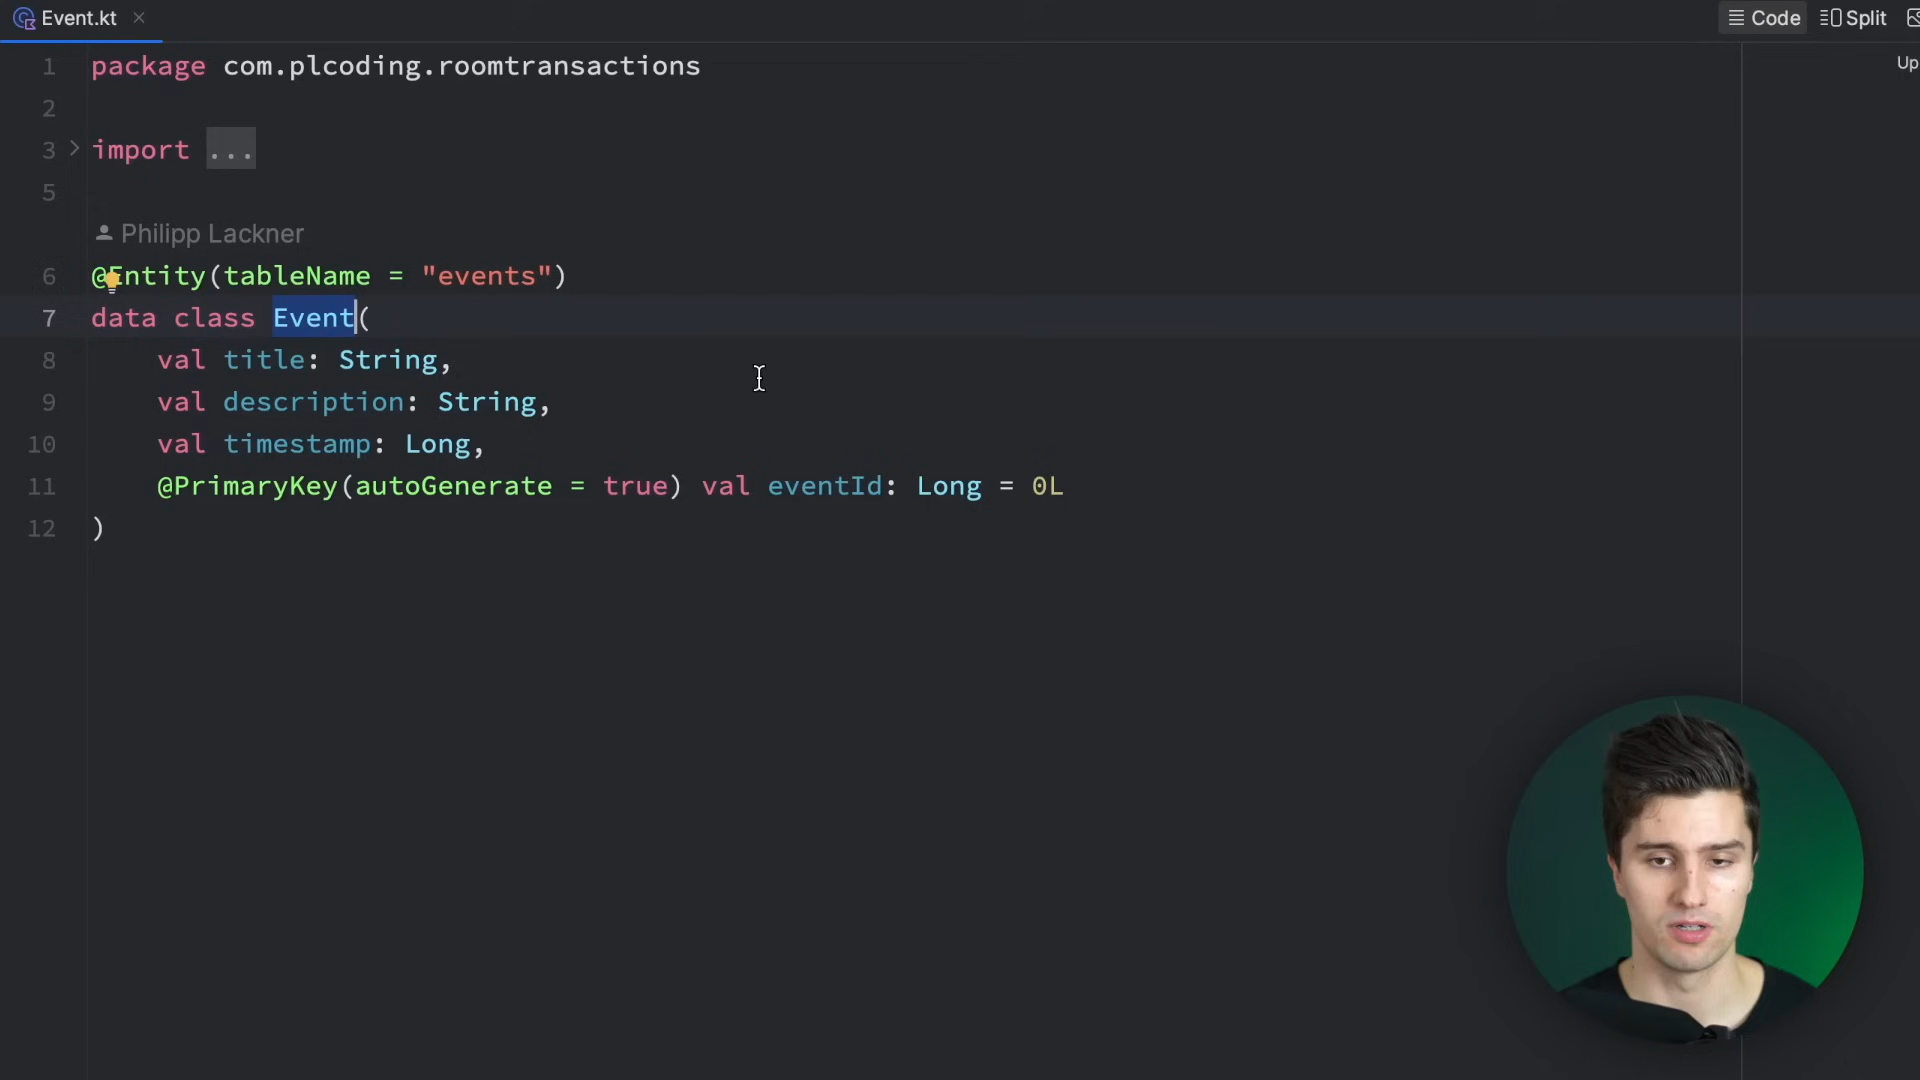 Event.kt
Code Split
Up
1 package com.plcoding.roomtransactions
2
3 import ...
5
Philipp Lackner
6 @Entity(tableName = "events")
7 data class Event(
8 val title: String,
9 val description: String,
10 val timestamp: Long,
11 @PrimaryKey(autoGenerate = true) val eventId: Long = 0L
12 )